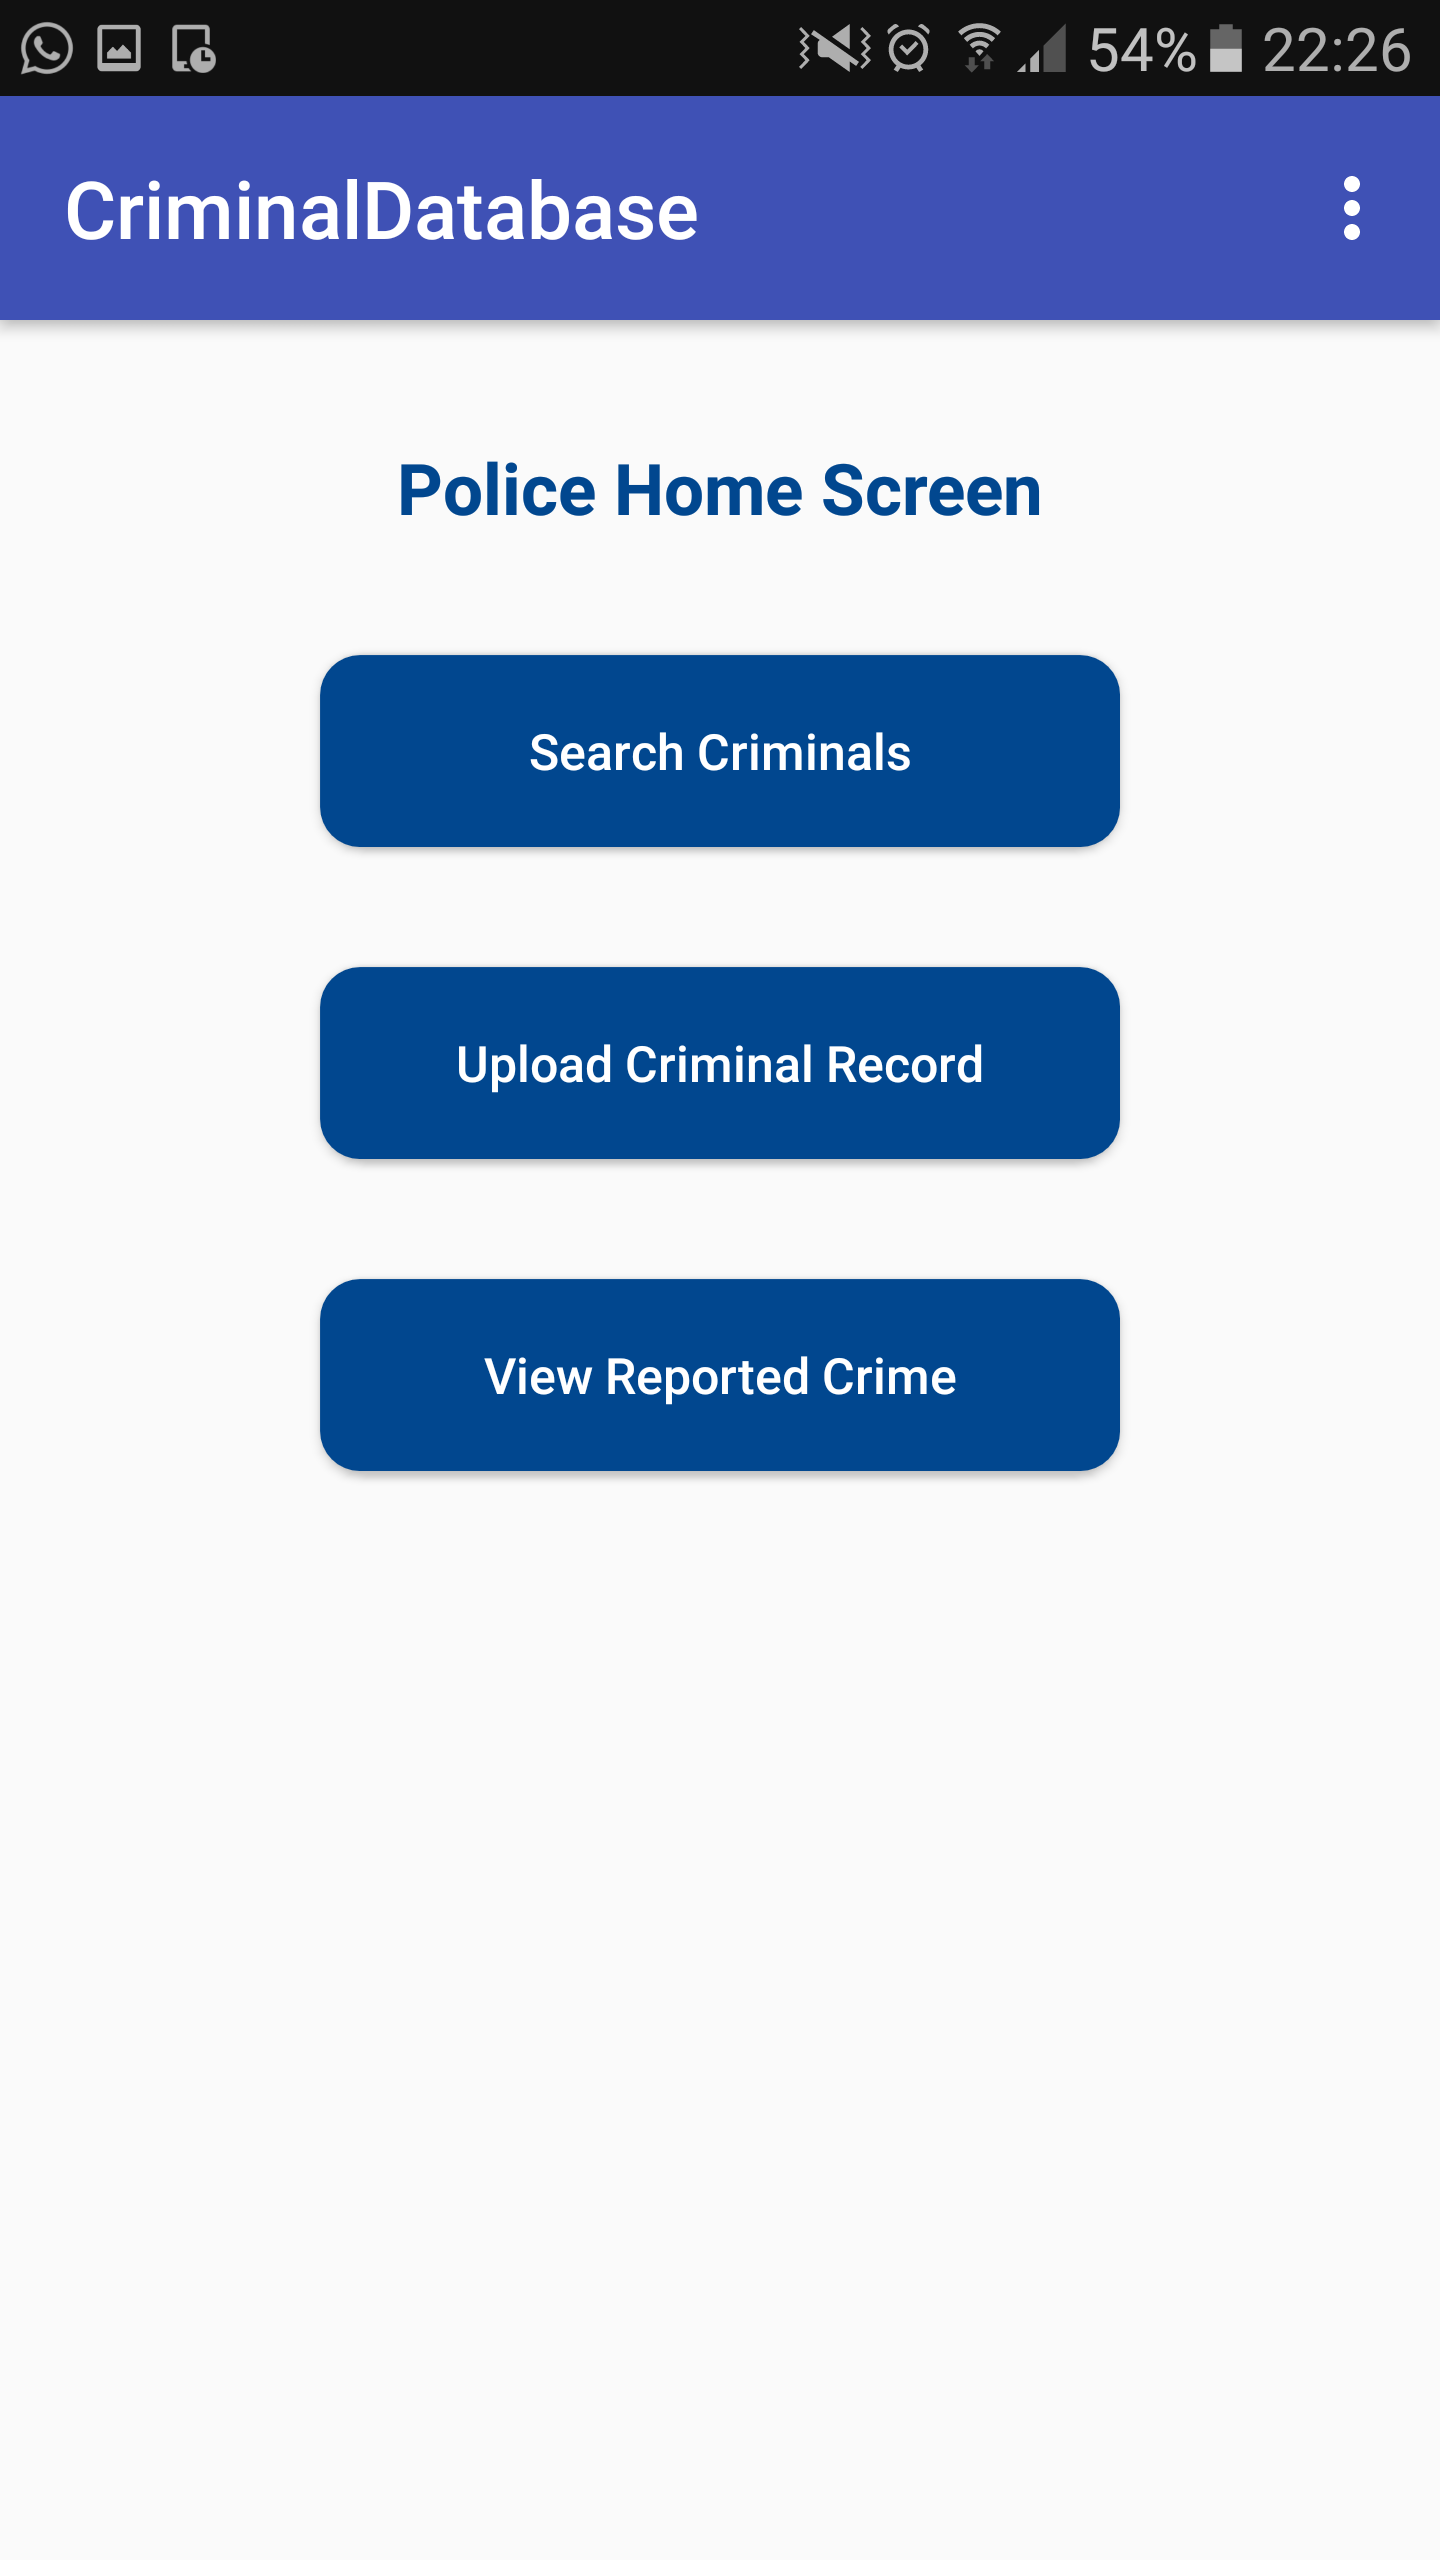 54% 22:26
CriminalDatabase
Police Home Screen
Search Criminals
Upload Criminal Record
View Reported Crime